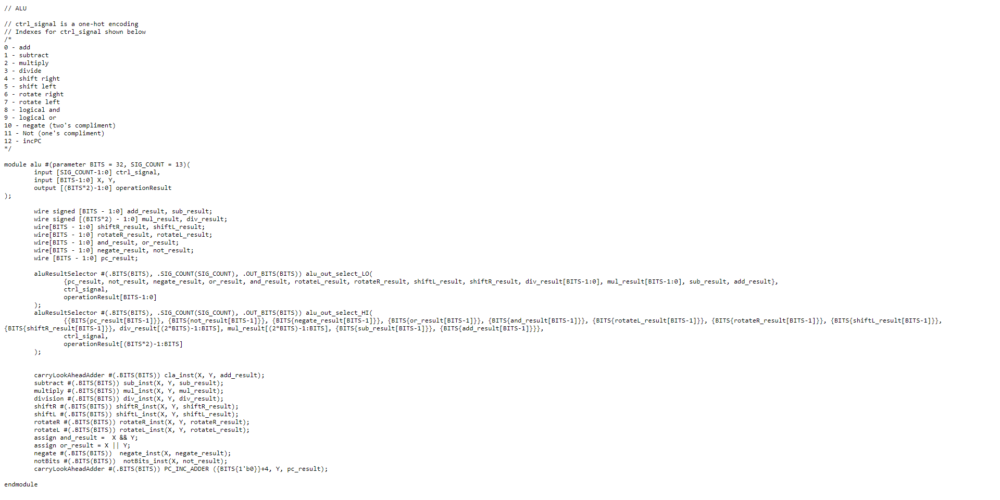 // ALU

// ctrl_signal is a one-hot encoding
// Indexes for ctrl_signal shown below
/*
0 - add
1 - subtract
2 - multiply
3 - divide
4 - shift right
5 - shift left
6 - rotate right
7 - rotate left
8 - logical and
9 - logical or
10 - negate (two's compliment)
11 - Not (one's compliment)
12 - incPC
*/

module alu #(parameter BITS = 32, SIG_COUNT = 13)(
	input [SIG_COUNT-1:0] ctrl_signal,
	input [BITS-1:0] X, Y,
	output [(BITS*2)-1:0] operationResult
);

	wire signed [BITS - 1:0] add_result, sub_result;
	wire signed [(BITS*2) - 1:0] mul_result, div_result;
	wire[BITS - 1:0] shiftR_result, shiftL_result;
	wire[BITS - 1:0] rotateR_result, rotateL_result;
	wire[BITS - 1:0] and_result, or_result;
	wire[BITS - 1:0] negate_result, not_result;
	wire [BITS - 1:0] pc_result;

	aluResultSelector #(.BITS(BITS), .SIG_COUNT(SIG_COUNT), .OUT_BITS(BITS)) alu_out_select_LO(
		{pc_result, not_result, negate_result, or_result, and_result, rotateL_result, rotateR_result, shiftL_result, shiftR_result, div_result[BITS-1:0], mul_result[BITS-1:0], sub_result, add_result},
		ctrl_signal,
		operationResult[BITS-1:0]
	);
	aluResultSelector #(.BITS(BITS), .SIG_COUNT(SIG_COUNT), .OUT_BITS(BITS)) alu_out_select_HI(
		{{BITS{pc_result[BITS-1]}}, {BITS{not_result[BITS-1]}}, {BITS{negate_result[BITS-1]}}, {BITS{or_result[BITS-1]}}, {BITS{and_result[BITS-1]}}, {BITS{rotateL_result[BITS-1]}}, {BITS{rotateR_result[BITS-1]}}, {BITS{shiftL_result[BITS-1]}},
{BITS{shiftR_result[BITS-1]}}, div_result[(2*BITS)-1:BITS], mul_result[(2*BITS)-1:BITS], {BITS{sub_result[BITS-1]}}, {BITS{add_result[BITS-1]}}},
		ctrl_signal,
		operationResult[(BITS*2)-1:BITS]
	);

	carryLookAheadAdder #(.BITS(BITS)) cla_inst(X, Y, add_result);
	subtract #(.BITS(BITS)) sub_inst(X, Y, sub_result);
	multiply #(.BITS(BITS)) mul_inst(X, Y, mul_result);
	division #(.BITS(BITS)) div_inst(X, Y, div_result);
	shiftR #(.BITS(BITS)) shiftR_inst(X, Y, shiftR_result);
	shiftL #(.BITS(BITS)) shiftL_inst(X, Y, shiftL_result);
	rotateR #(.BITS(BITS)) rotateR_inst(X, Y, rotateR_result);
	rotateL #(.BITS(BITS)) rotateL_inst(X, Y, rotateL_result);
	assign and_result =  X && Y;
	assign or_result = X || Y;
	negate #(.BITS(BITS))  negate_inst(X, negate_result);
	notBits #(.BITS(BITS))  notBits_inst(X, not_result);
	carryLookAheadAdder #(.BITS(BITS)) PC_INC_ADDER ({BITS{1'b0}}+4, Y, pc_result);

endmodule